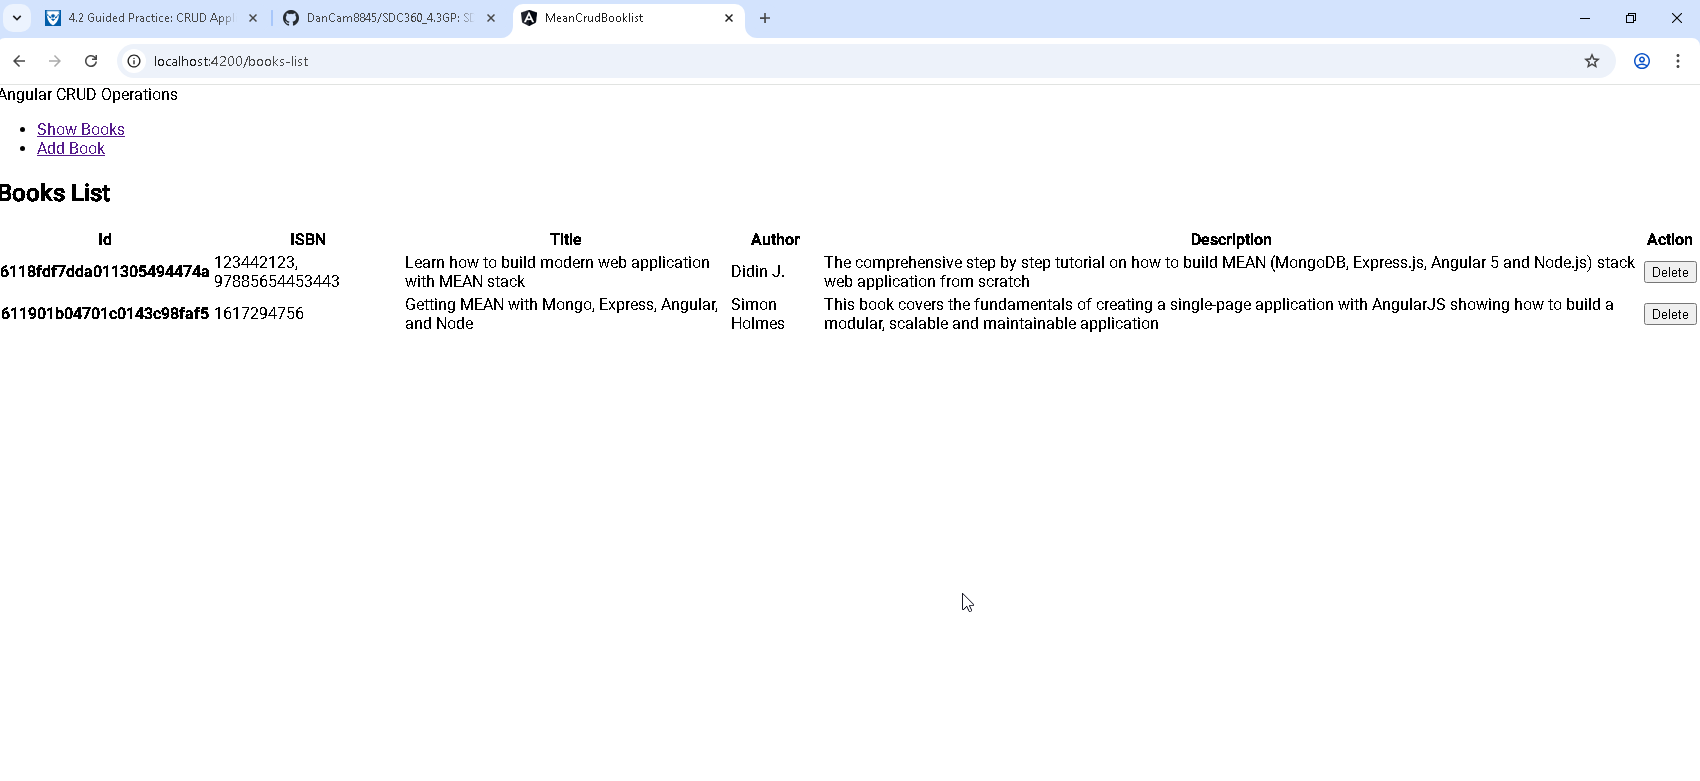 4.2 Guided Practice: CRUD Appl
DanCam8845/SDC360_4.3GP: SD
MeanCrudBooklist
localhost:4200/books-list
Angular CRUD Operations
Show Books
Add Book
Books List
Id ISBN Title Author Description Action
6118fdf7dda011305494474a 123442123, 97885654453443 Learn how to build modern web application with MEAN stack Didin J. The comprehensive step by step tutorial on how to build MEAN (MongoDB, Express.js, Angular 5 and Node.js) stack web application from scratch Delete
611901b04701c0143c98faf5 1617294756 Getting MEAN with Mongo, Express, Angular, and Node Simon Holmes This book covers the fundamentals of creating a single-page application with AngularJS showing how to build a modular, scalable and maintainable application Delete